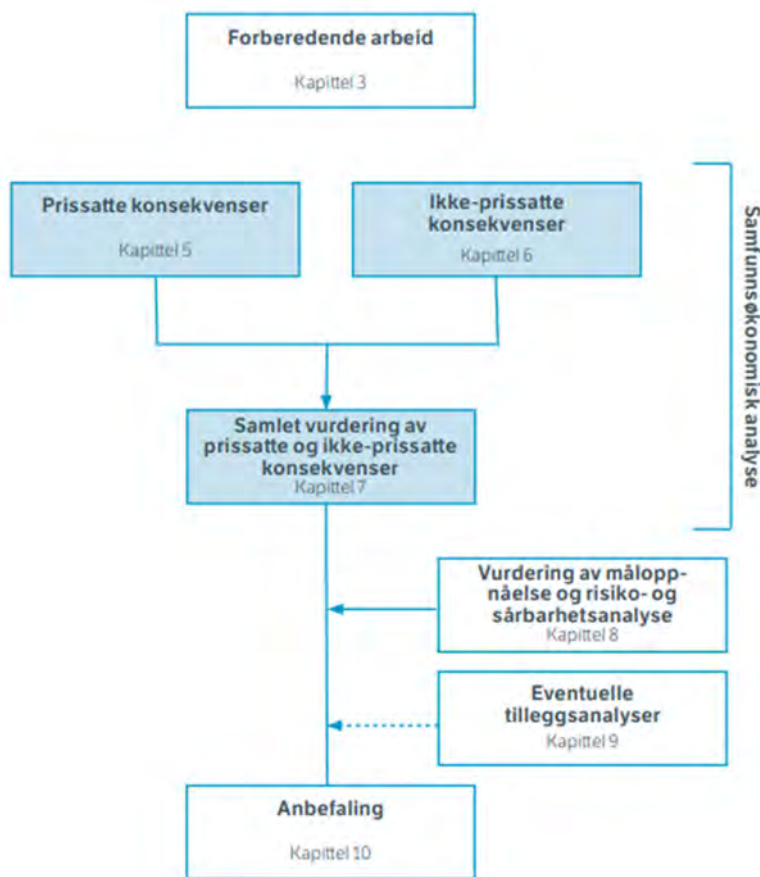 Forberedende arbeid
Kapittel 3
Prissatte konsekvenser
Kapittel 5
Ikke-prissatte
konsekvenser
Kapittel 6
Samfunnsøkonomisk analyse
Samlet vurdering av
prissatte og ikke-prissatte
konsekvenser
Kapittel 7
Vurdering av måloppp-
nåelse og risiko- og
sårbarhetsanalyse
Kapittel 8
Eventuelle
tilleggsanalyser
Kapittel 9
Anbefaling
Kapittel 10